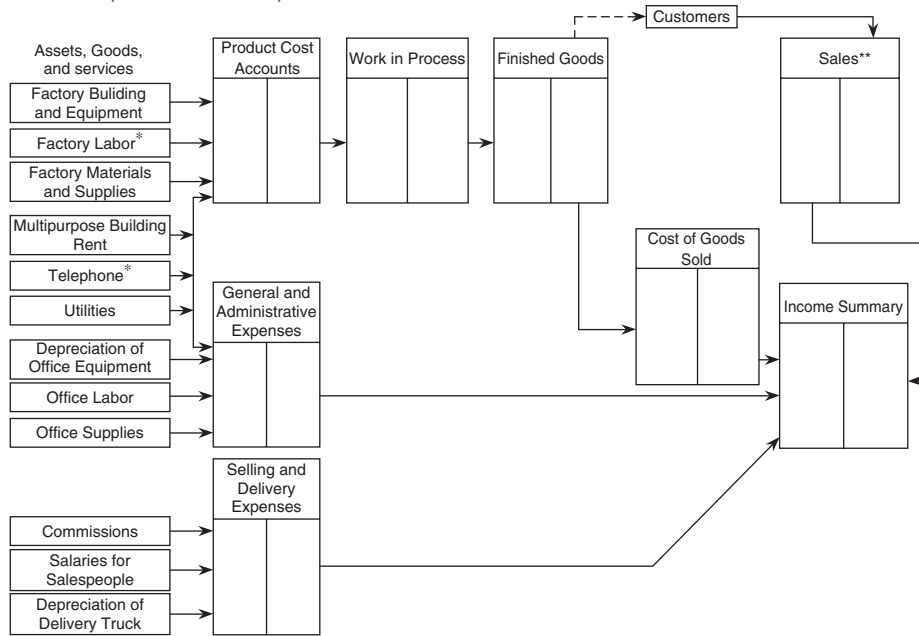 Customers
Assets, Goods,
and services
Product Cost
Accounts
Work in Process
Finished Goods
Sales**
Factory Buliding
and Equipment
Factory Labor*
Factory Materials
and Supplies
Multipurpose Building
Rent
Telephone*
Utilities
Cost of Goods
Sold
General and
Administrative
Expenses
Income Summary
Depreciation of
Office Equipment
Office Labor
Office Supplies
Selling and
Delivery
Expenses
Commissions
Salaries for
Salespeople
Depreciation of
Delivery Truck